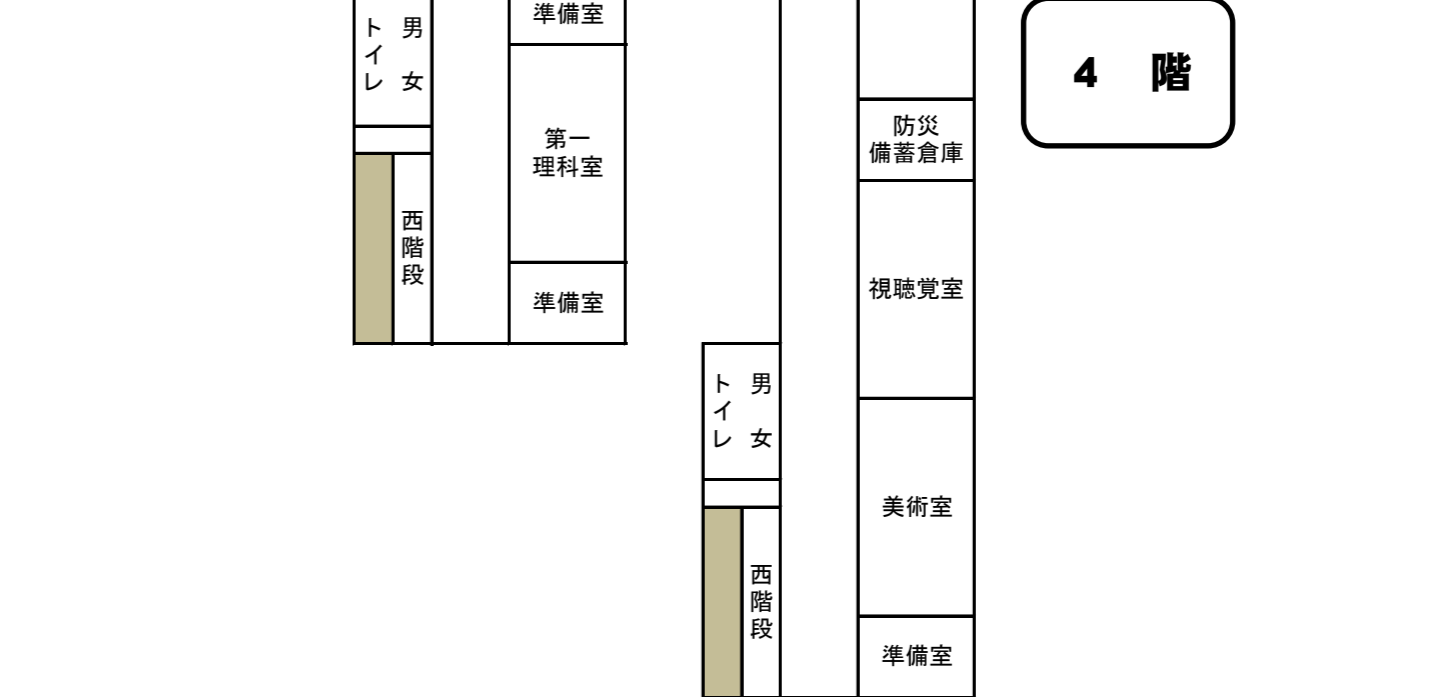 準備室
トイレ
男女
第一
理科室
西階段
準備室
4 階
防災
備蓄倉庫
視聴覚室
トイレ
男女
美術室
西階段
準備室